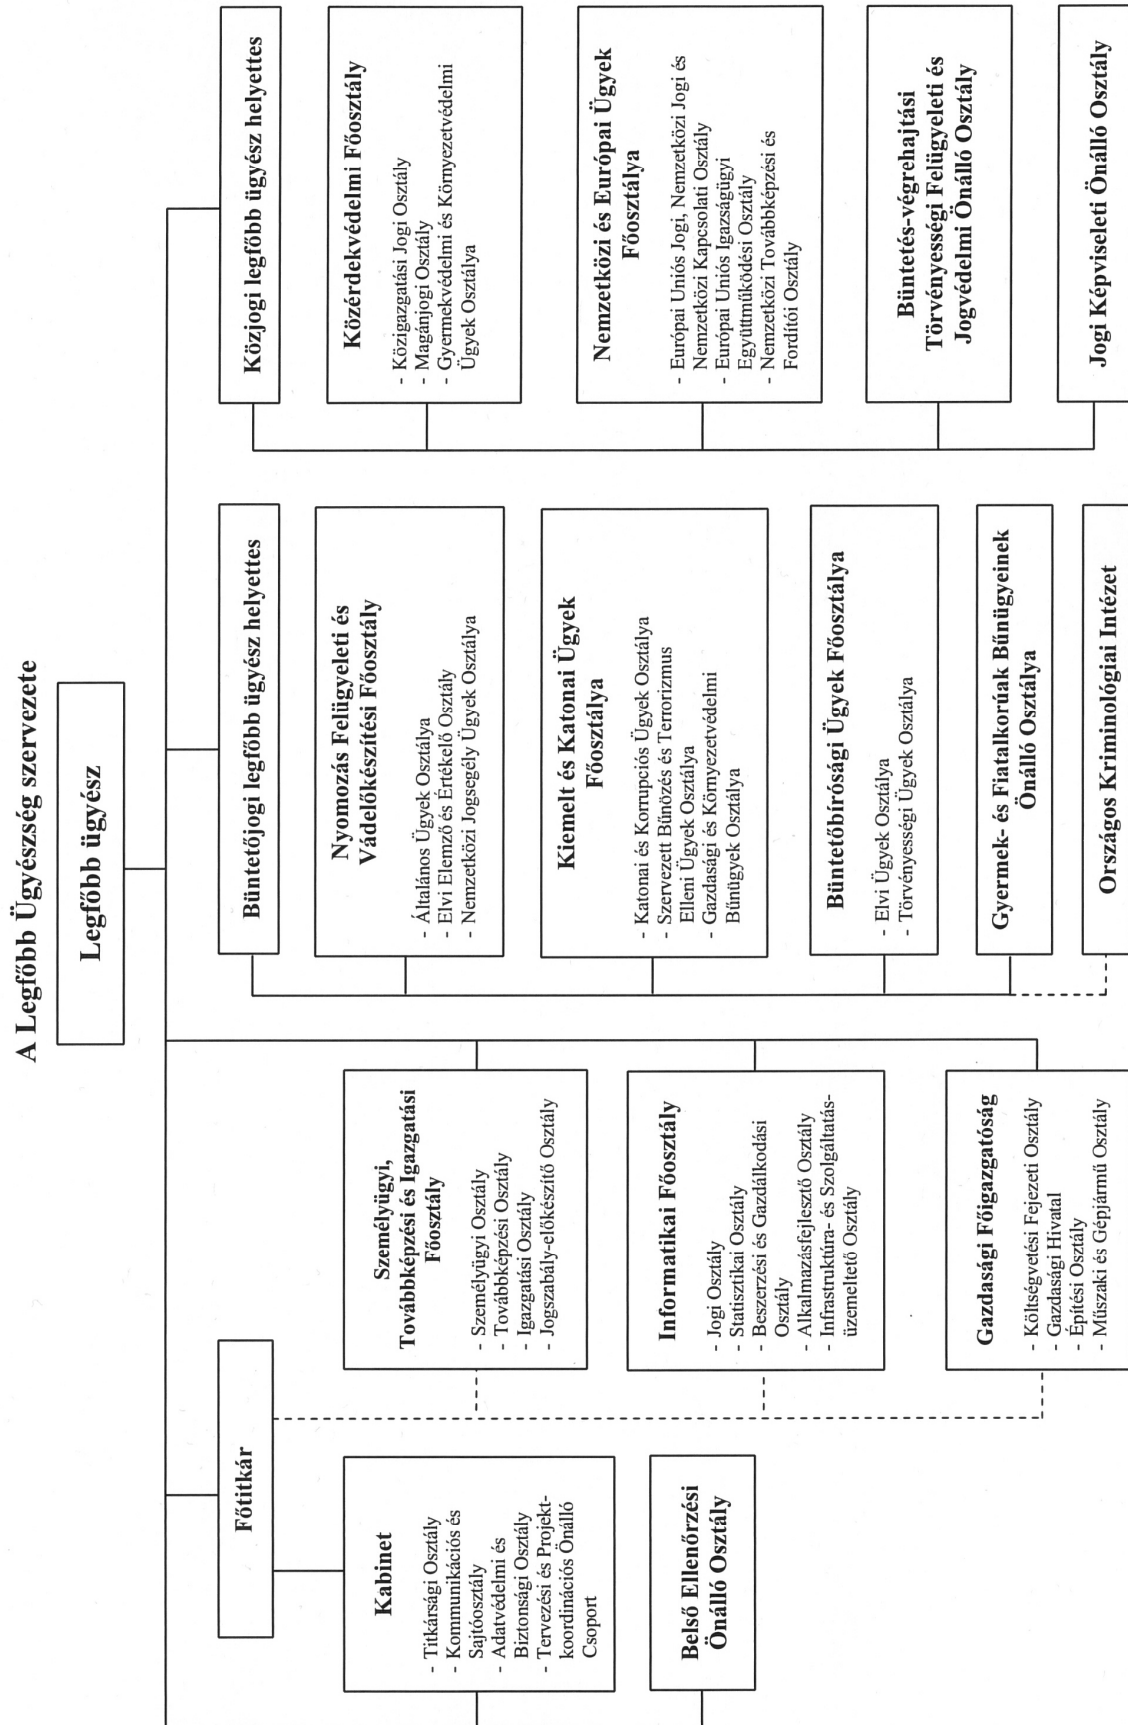 A Legfőbb Ügyészség szervezete
Legfőbb ügyész
Főtitkár
Kabinet
- Titkársági Osztály
- Kommunikációs és
Sajtóosztály
- Adatvédelmi és
Biztonsági Osztály
- Tervezési és Projekt-
koordinációs Önálló
Csoport
Belső Ellenőrzési
Önálló Osztály
Személyügyi,
Továbbképzési és Igazgatási
Főosztály
- Személyügyi Osztály
- Továbbképzési Osztály
- Igazgatási Osztály
- Jogszabály-előkészítő Osztály
Informatikai Főosztály
- Jogi Osztály
- Statisztikai Osztály
- Beszerzési és Gazdálkodási
Osztály
- Alkalmazásfejlesztő Osztály
- Infrastruktúra- és Szolgáltatás-
üzemeltető Osztály
Gazdasági Főigazgatóság
- Költségvetési Fejezeti Osztály
- Gazdasági Hivatal
- Építési Osztály
- Műszaki és Gépjármű Osztály
Büntetőjogi legfőbb ügyész helyettes
Nyomozás Felügyeleti és
Vádelőkészítési Főosztály
- Általános Ügyek Osztálya
- Elvi Elemző és Értékelő Osztály
- Nemzetközi Jogsegély Ügyek Osztálya
Kiemelt és Katonai Ügyek
Főosztálya
- Katonai és Korrupciós Ügyek Osztálya
- Szervezett Bűnözés és Terrorizmus
Elleni Ügyek Osztálya
- Gazdasági és Környezetvédelmi
Bűnügyek Osztálya
Büntetőbírósági Ügyek Főosztálya
- Elvi Ügyek Osztálya
- Törvényességi Ügyek Osztálya
Gyermek- és Fiatalkorúak Bűnügyeinek
Önálló Osztálya
Országos Kriminológiai Intézet
Közjogi legfőbb ügyész helyettes
Közérdekvédelmi Főosztály
- Közigazgatási Jogi Osztály
- Magánjogi Osztály
- Gyermekvédelmi és Környezetvédelmi
Ügyek Osztálya
Nemzetközi és Európai Ügyek
Főosztálya
- Európai Uniós Jogi, Nemzetközi Jogi és
Nemzetközi Kapcsolati Osztály
- Európai Uniós Igazságügyi
Együttműködési Osztály
- Nemzetközi Továbbképzési és
Fordítói Osztály
Büntetés-végrehajtási
Törvényességi Felügyeleti és
Jogvédelmi Önálló Osztály
Jogi Képviseleti Önálló Osztály